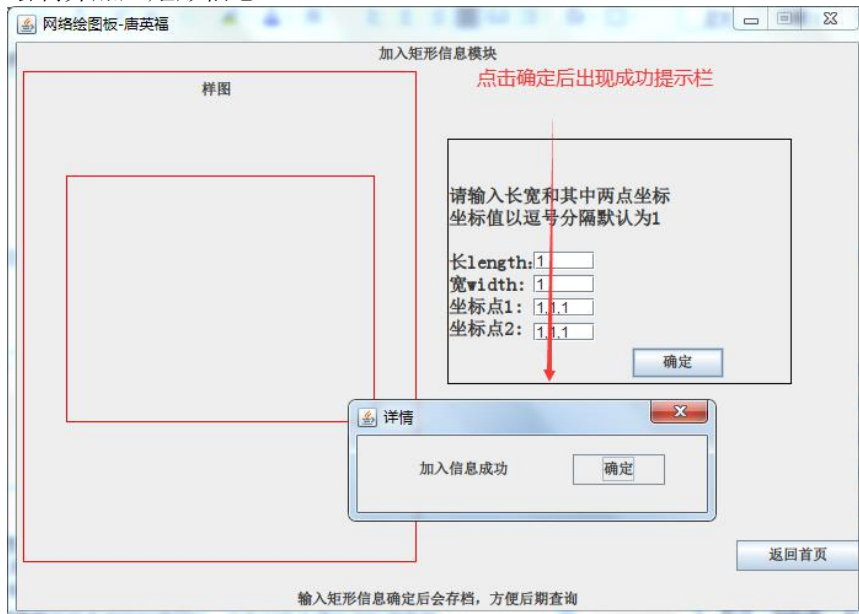 网络绘图板-唐英福
加入矩形信息模块
点击确定后出现成功提示栏
样图
请输入长宽和其中两点坐标
坐标值以逗号分隔默认为1
长length:1
宽width: 1
坐标点1: 1,1,1
坐标点2: 1,1,1
确定
详情
加入信息成功
确定
返回首页
输入矩形信息确定后会存档，方便后期查询